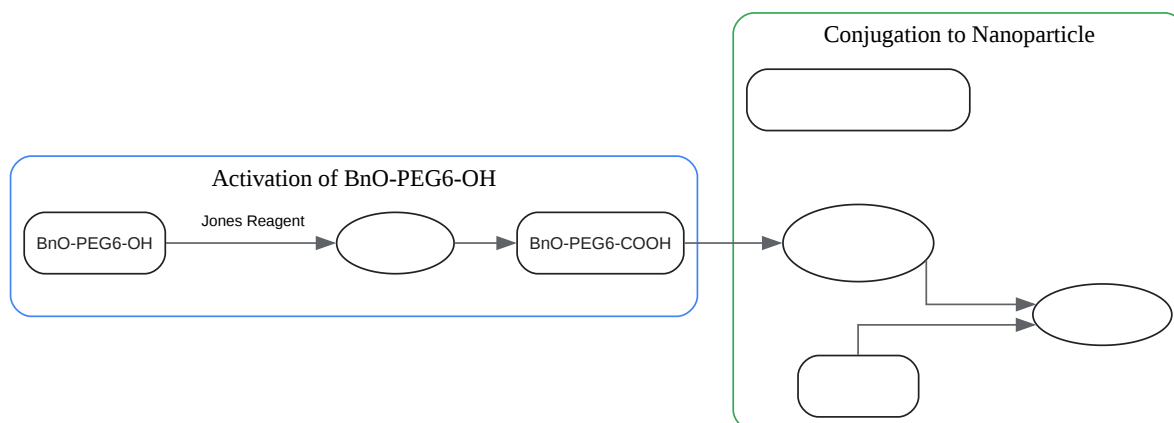 Conjugation to Nanoparticle
Activation of BnO-PEG6-OH
Jones Reagent
BnO-PEG6-OH
BnO-PEG6-COOH